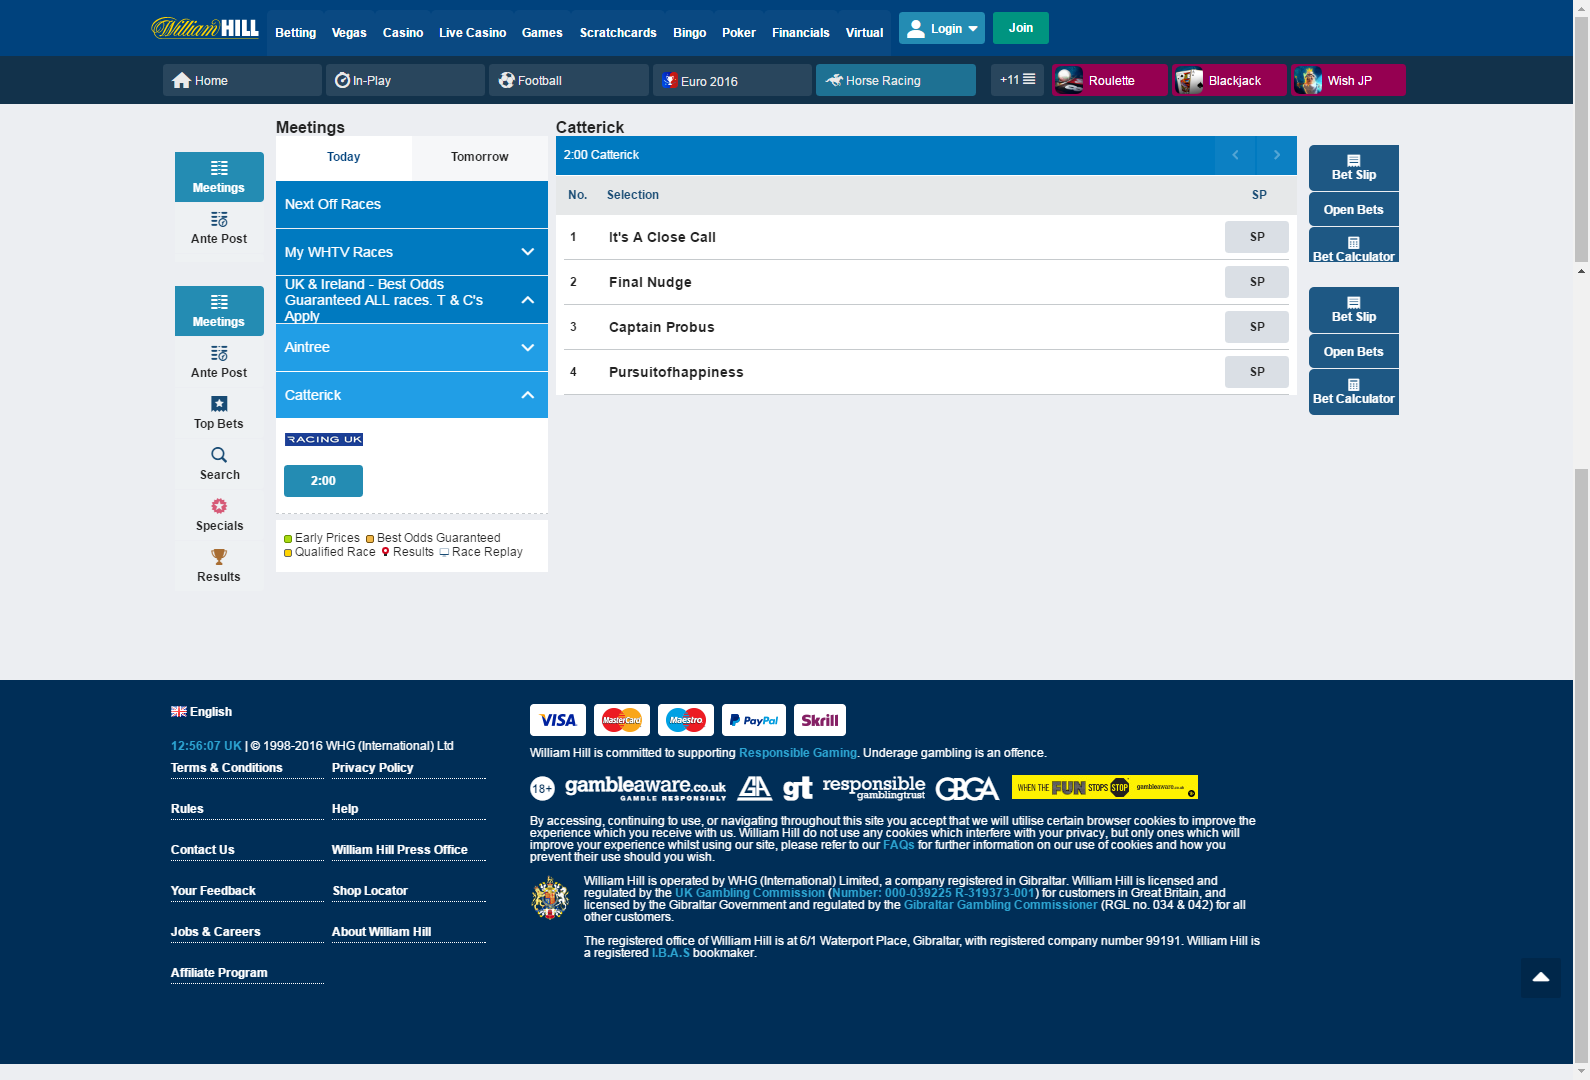 William HILL
Betting
Vegas
Casino
Live Casino
Games
Scratchcards
Bingo
Poker
Financials
Virtual
Login
Join
Home
In-Play
Football
Euro 2016
Horse Racing
+11
Roulette
Blackjack
Wish JP
Meetings
Ante Post
Meetings
Ante Post
Top Bets
Search
Specials
Results
Meetings
Today
Tomorrow
Next Off Races
My WHTV Races
UK & Ireland - Best Odds
Guaranteed ALL races. T & C's
Apply
Aintree
Catterick
RACING UK
2:00
Early Prices
Best Odds Guaranteed
Qualified Race
Results
Race Replay
Catterick
2:00 Catterick
No.
Selection
SP
1
It's A Close Call
SP
2
Final Nudge
SP
3
Captain Probus
SP
4
Pursuitofhappiness
SP
Bet Slip
Open Bets
Bet Calculator
Bet Slip
Open Bets
Bet Calculator
English
12:56:07 UK | © 1998-2016 WHG (International) Ltd
Terms & Conditions
Privacy Policy
Rules
Help
Contact Us
William Hill Press Office
Your Feedback
Shop Locator
Jobs & Careers
About William Hill
Affiliate Program
VISA
MasterCard
Maestro
PayPal
Skrill
William Hill is committed to supporting Responsible Gaming. Underage gambling is an offence.
18+
gambleaware.co.uk
GAMBLE RESPONSIBLY
GA
gt
responsible
gamblingtrust
GBGA
WHEN THE FUN STOPS STOP
gambleaware.co.uk
By accessing, continuing to use, or navigating throughout this site you accept that we will utilise certain browser cookies to improve the
experience which you receive with us. William Hill do not use any cookies which interfere with your privacy, but only ones which will
improve your experience whilst using our site, please refer to our FAQs for further information on our use of cookies and how you
prevent their use should you wish.
William Hill is operated by WHG (International) Limited, a company registered in Gibraltar. William Hill is licensed and
regulated by the UK Gambling Commission (Number: 000-039225 R-319373-001) for customers in Great Britain, and
licensed by the Gibraltar Government and regulated by the Gibraltar Gambling Commissioner (RGL no. 034 & 042) for all
other customers.
The registered office of William Hill is at 6/1 Waterport Place, Gibraltar, with registered company number 99191. William Hill is
a registered I.B.A.S bookmaker.